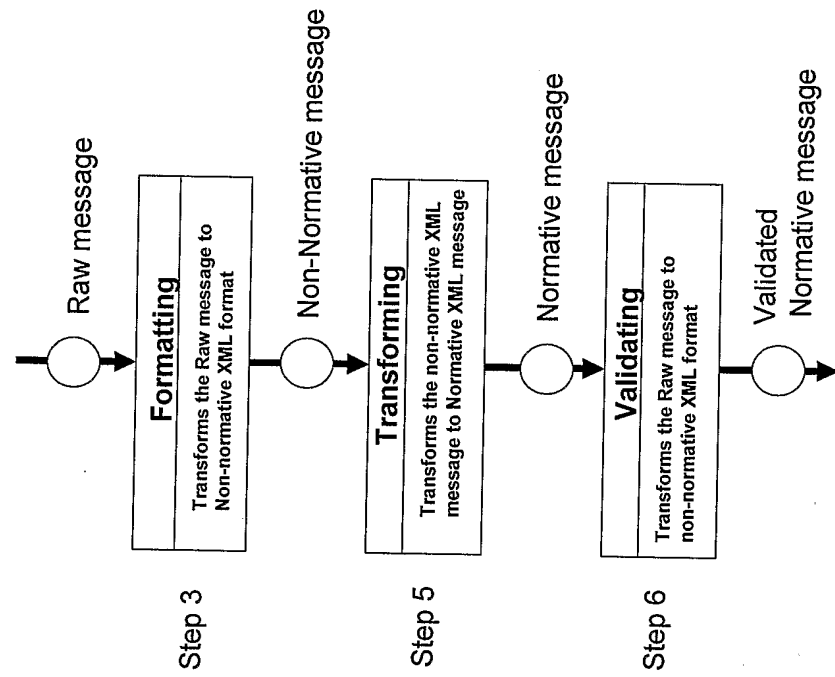 Raw message
Step 3
Formatting
Transforms the Raw message to
Non-normative XML format
Non-Normative message
Step 5
Transforming
Transforms the non-normative XML
message to Normative XML message
Normative message
Step 6
Validating
Transforms the Raw message to
non-normative XML format
Validated
Normative message